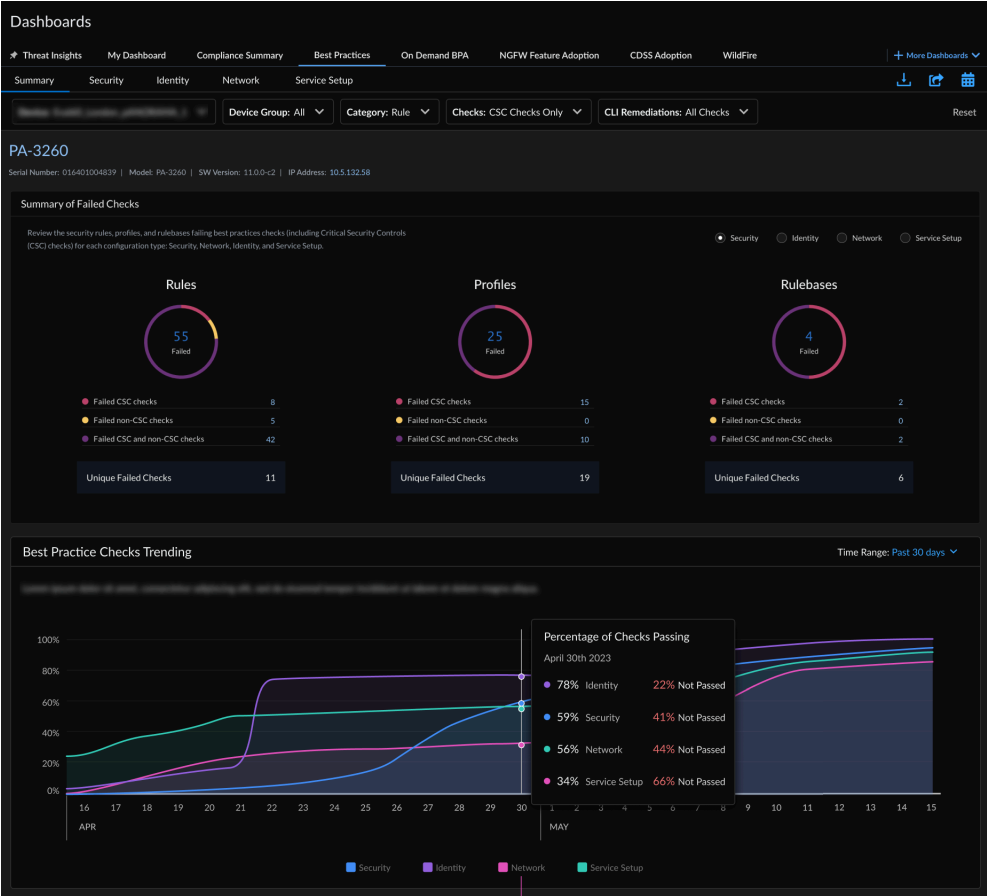 Dashboards
Threat Insights My Dashboard Compliance Summary Best Practices On Demand BPA NGFW Feature Adoption CDSS Adoption WildFire More Dashboards
Summary Security Identity Network Service Setup
Device Group: All Category: Rule Checks: CSC Checks Only CLI Remediations: All Checks Reset
PA-3260
Serial Number: 016401004839 | Model: PA-3260 | SW Version: 11.0.0-c2 | IP Address: 10.5.132.58
Summary of Failed Checks
Review the security rules, profiles, and rulebases failing best practices checks (including Critical Security Controls
(CSC) checks) for each configuration type: Security, Network, Identity, and Service Setup.
Security Identity Network Service Setup
Rules Profiles Rulebases
55 25 4
Failed Failed Failed
Failed CSC checks 8 Failed CSC checks 15 Failed CSC checks 2
Failed non-CSC checks 5 Failed non-CSC checks 0 Failed non-CSC checks 0
Failed CSC and non-CSC checks 42 Failed CSC and non-CSC checks 10 Failed CSC and non-CSC checks 2
Unique Failed Checks 11 Unique Failed Checks 19 Unique Failed Checks 6
Best Practice Checks Trending Time Range: Past 30 days
100%
80%
60%
40%
20%
0%
Percentage of Checks Passing
April 30th 2023
78% Identity 22% Not Passed
59% Security 41% Not Passed
56% Network 44% Not Passed
34% Service Setup 66% Not Passed
16 17 18 19 20 21 22 23 24 25 26 27 28 29 30 1 2 3 4 5 6 7 8 9 10 11 12 13 14 15
APR MAY
Security Identity Network Service Setup